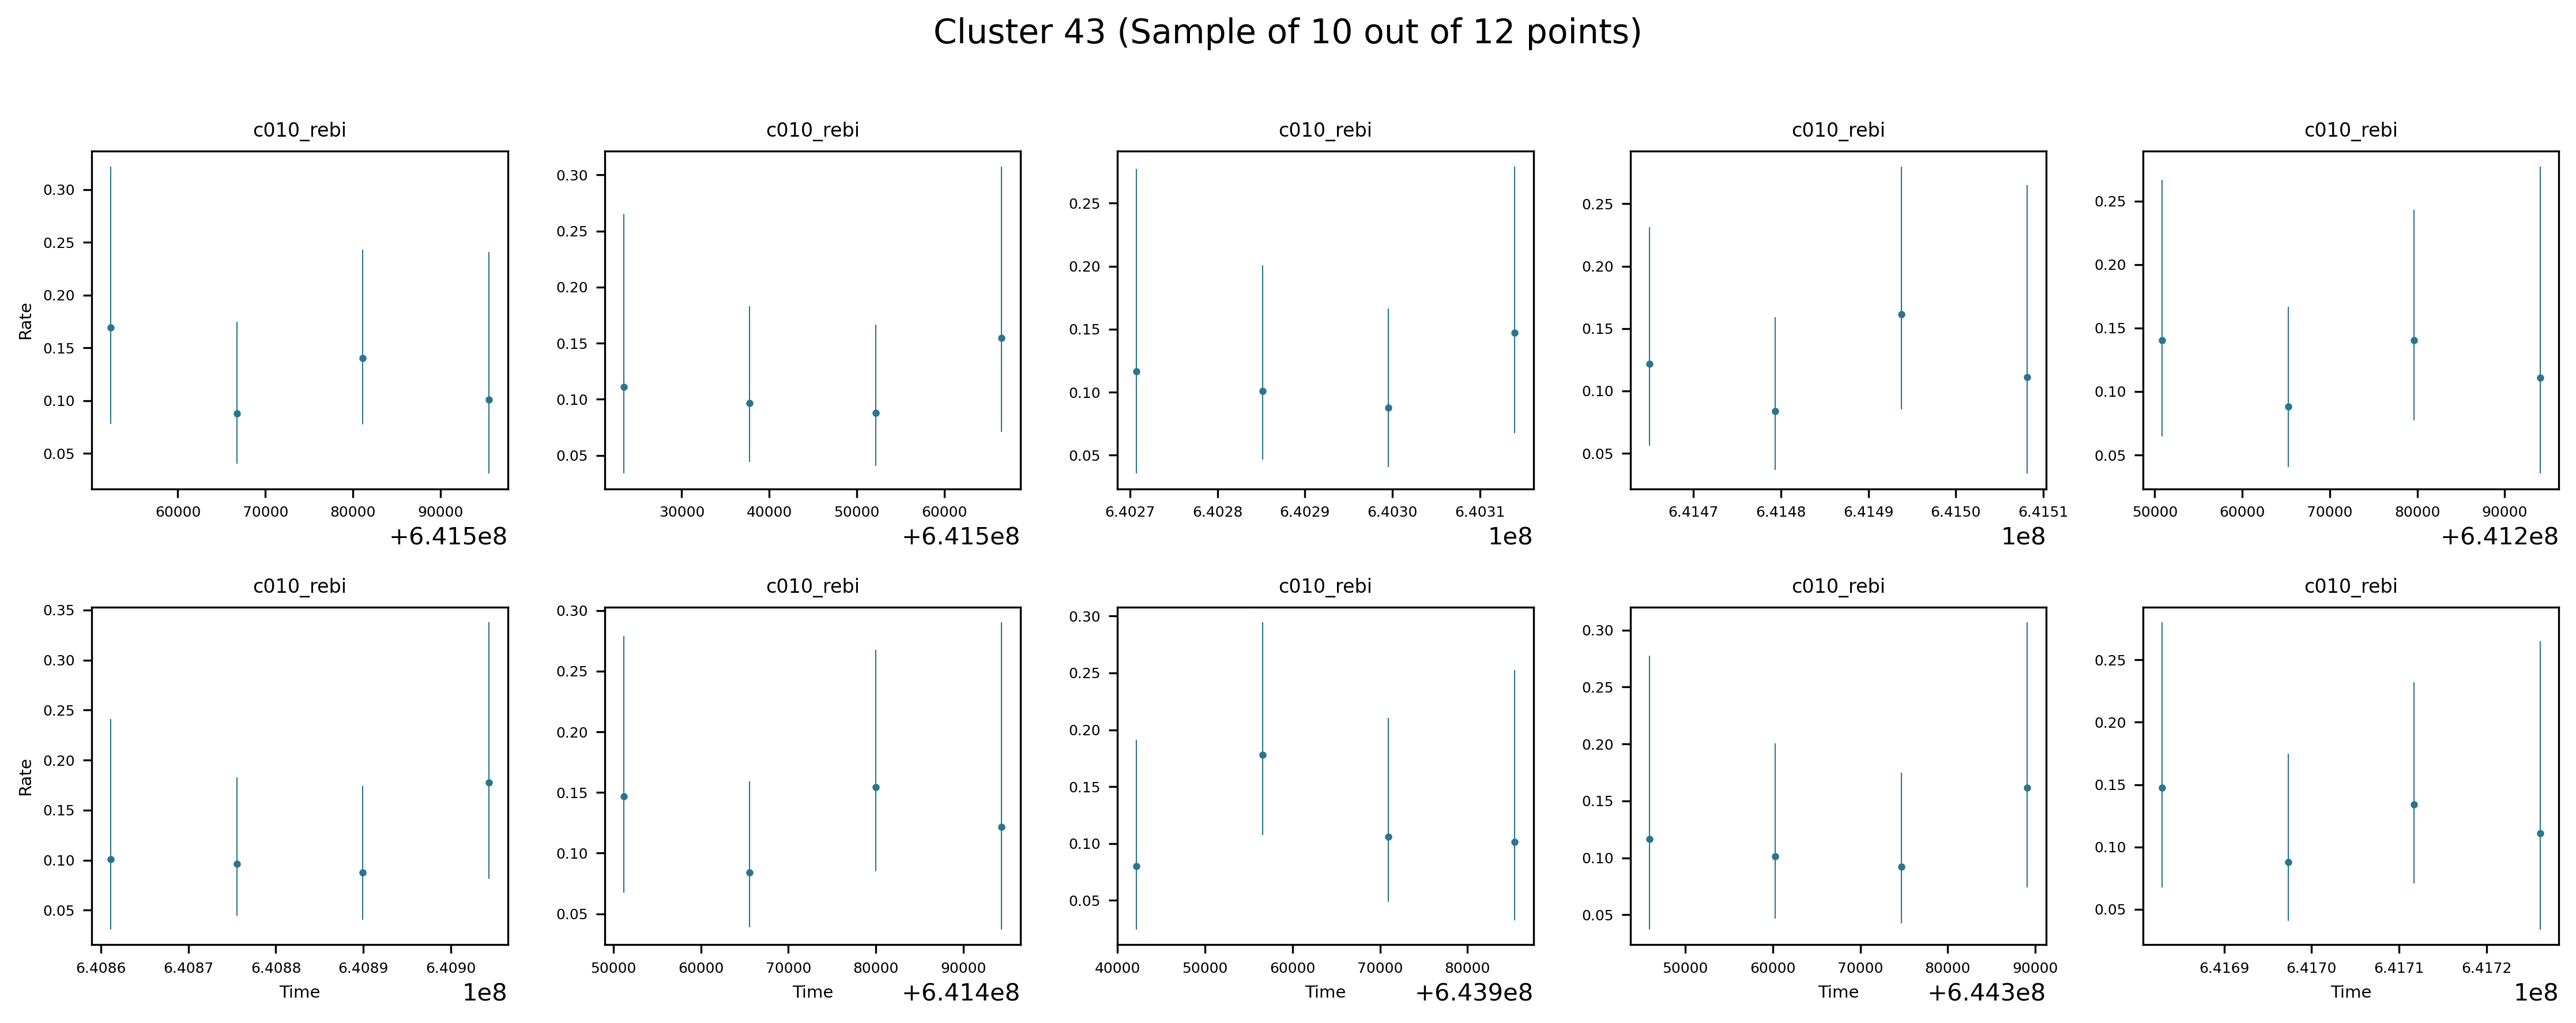 Cluster 43 (Sample of 10 out of 12 points)
c010_rebi c010_rebi c010_rebi c010_rebi c010_rebi
Rate
0.30 0.25 0.20 0.15 0.10 0.05
60000 70000 80000 90000
+6.415e8
0.30 0.25 0.20 0.15 0.10 0.05
30000 40000 50000 60000
+6.415e8
0.25 0.20 0.15 0.10 0.05
6.4027 6.4028 6.4029 6.4030 6.4031
1e8
0.25 0.20 0.15 0.10 0.05
6.4147 6.4148 6.4149 6.4150 6.4151
1e8
0.25 0.20 0.15 0.10 0.05
50000 60000 70000 80000 90000
+6.412e8
c010_rebi c010_rebi c010_rebi c010_rebi c010_rebi
Rate
0.35 0.30 0.25 0.20 0.15 0.10 0.05
6.4086 6.4087 6.4088 6.4089 6.4090
Time 1e8
0.30 0.25 0.20 0.15 0.10 0.05
50000 60000 70000 80000 90000
Time +6.414e8
0.30 0.25 0.20 0.15 0.10 0.05
40000 50000 60000 70000 80000
Time +6.439e8
0.30 0.25 0.20 0.15 0.10 0.05
50000 60000 70000 80000 90000
Time +6.443e8
0.25 0.20 0.15 0.10 0.05
6.4169 6.4170 6.4171 6.4172
Time 1e8